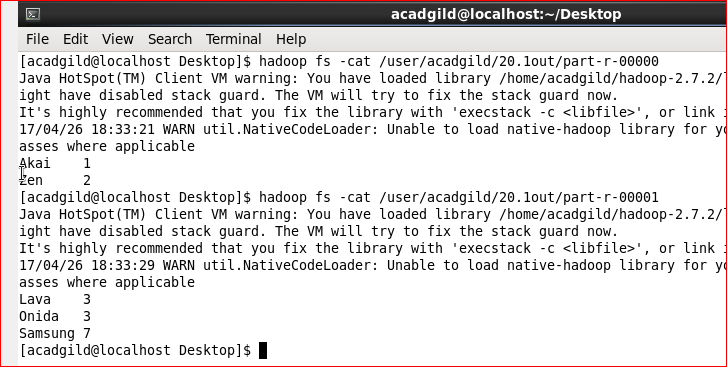 acadgild@localhost:~/Desktop
File Edit View Search Terminal Help
[acadgild@localhost Desktop]$ hadoop fs -cat /user/acadgild/20.1out/part-r-00000
Java HotSpot(TM) Client VM warning: You have loaded library /home/acadgild/hadoop-2.7.2/
ight have disabled stack guard. The VM will try to fix the stack guard now.
It's highly recommended that you fix the library with 'execstack -c <libfile>', or link
17/04/26 18:33:21 WARN util.NativeCodeLoader: Unable to load native-hadoop library for yo
asses where applicable
Akai 1
Zen 2
[acadgild@localhost Desktop]$ hadoop fs -cat /user/acadgild/20.1out/part-r-00001
Java HotSpot(TM) Client VM warning: You have loaded library /home/acadgild/hadoop-2.7.2/
ight have disabled stack guard. The VM will try to fix the stack guard now.
It's highly recommended that you fix the library with 'execstack -c <libfile>', or link
17/04/26 18:33:29 WARN util.NativeCodeLoader: Unable to load native-hadoop library for yo
asses where applicable
Lava 3
Onida 3
Samsung 7
[acadgild@localhost Desktop]$